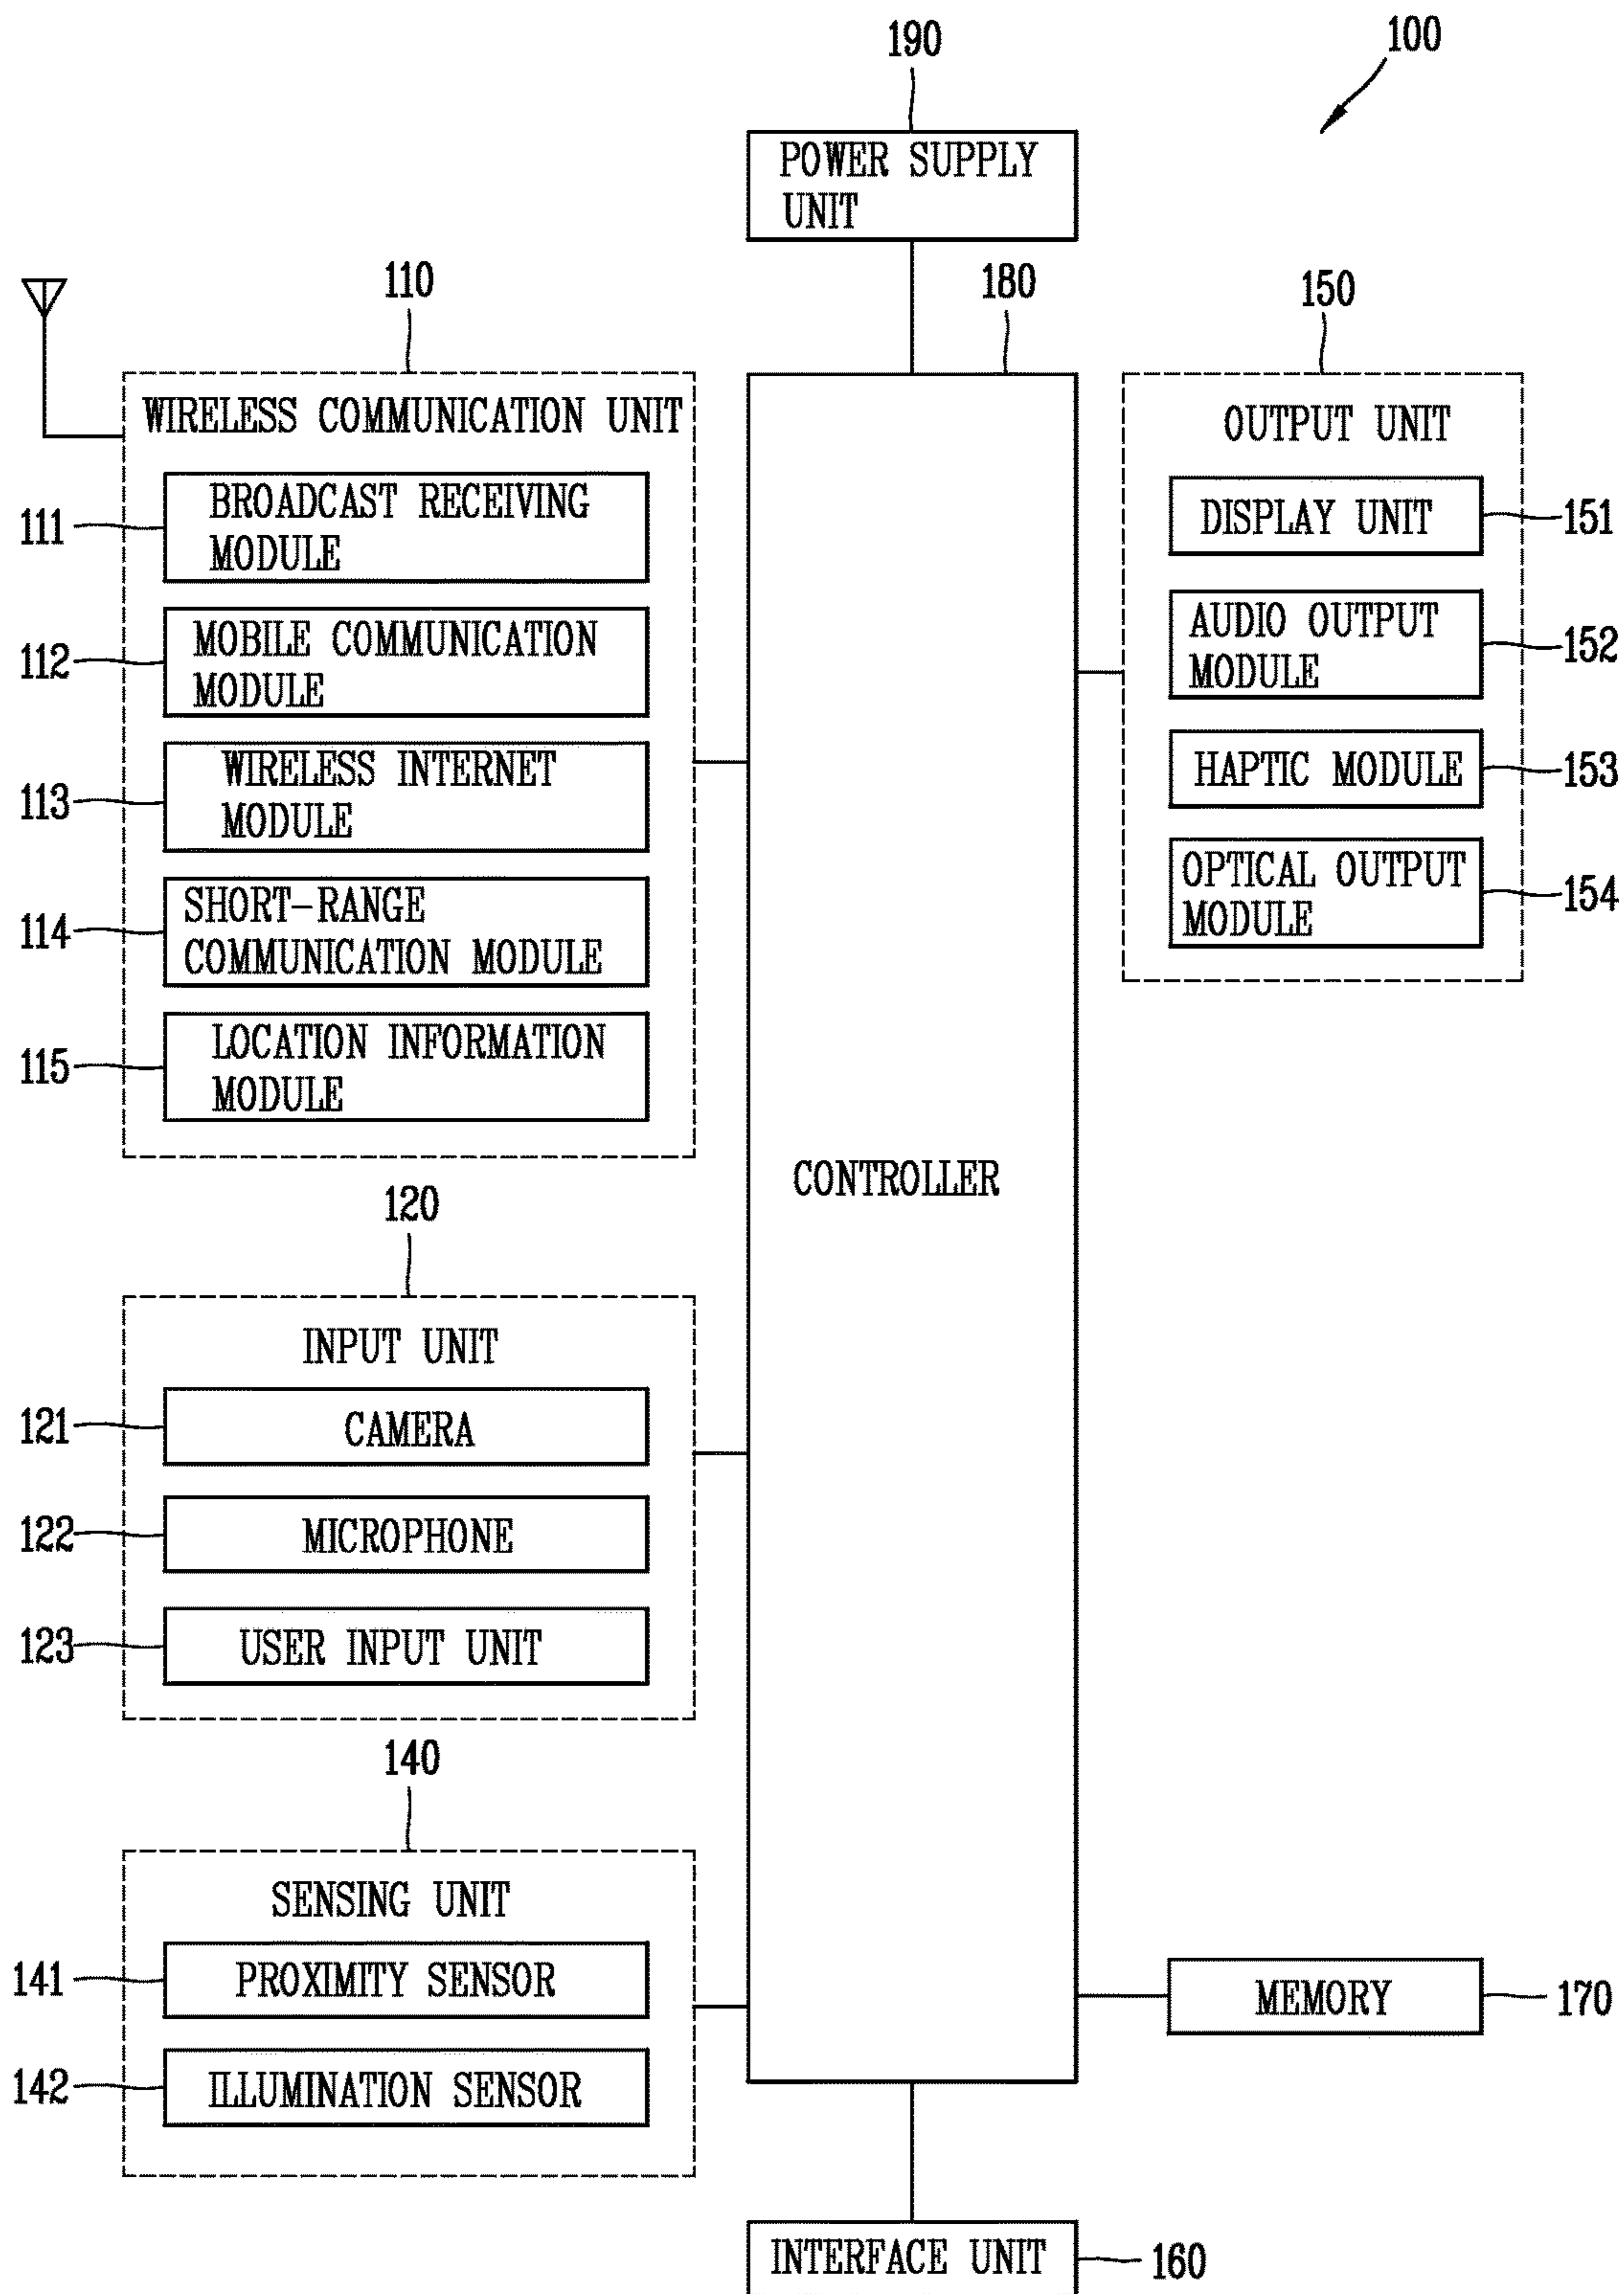 100
190
POWER SUPPLY
UNIT
110
180
150
WIRELESS COMMUNICATION UNIT
111
BROADCAST RECEIVING
MODULE
112
MOBILE COMMUNICATION
MODULE
113
WIRELESS INTERNET
MODULE
114
SHORT-RANGE
COMMUNICATION MODULE
115
LOCATION INFORMATION
MODULE
120
INPUT UNIT
121
CAMERA
122
MICROPHONE
123
USER INPUT UNIT
140
SENSING UNIT
141
PROXIMITY SENSOR
142
ILLUMINATION SENSOR
CONTROLLER
OUTPUT UNIT
DISPLAY UNIT
151
AUDIO OUTPUT
MODULE
152
HAPTIC MODULE
153
OPTICAL OUTPUT
MODULE
154
MEMORY
170
INTERFACE UNIT
160